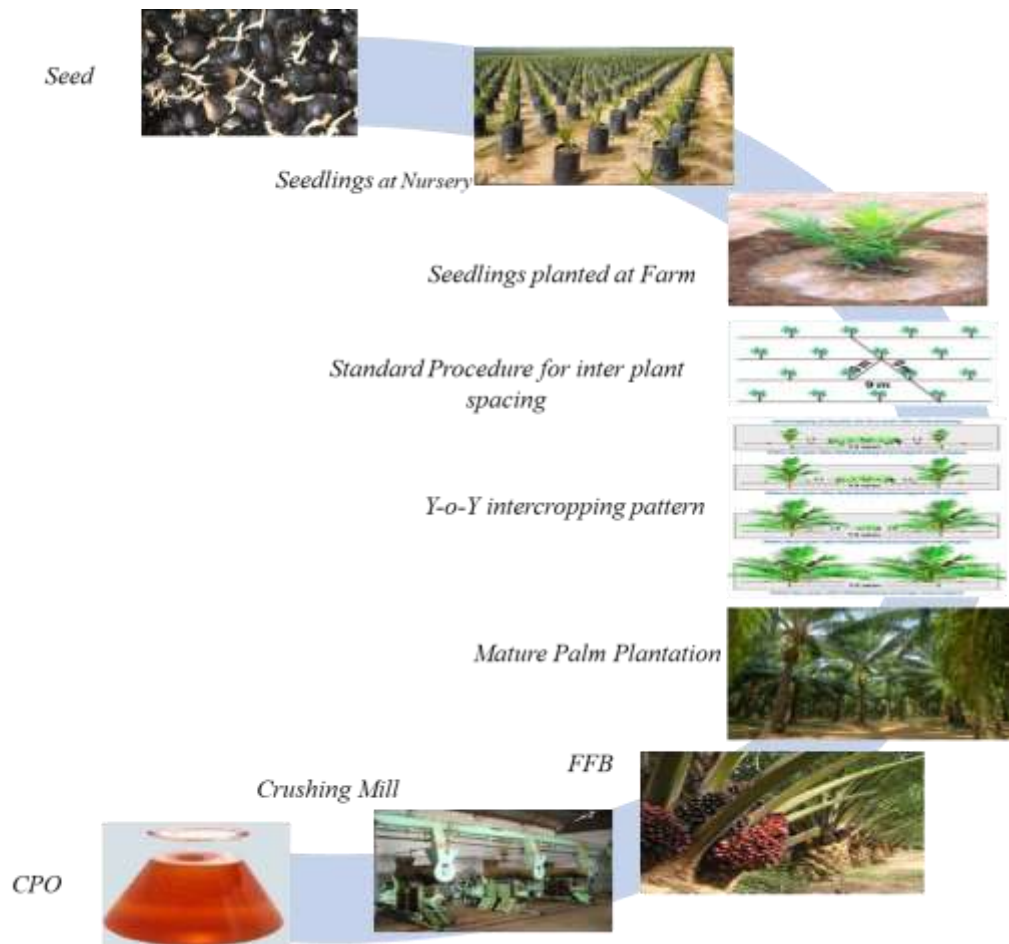 Seed
Seedlings at Nursery
Seedlings planted at Farm
Standard Procedure for inter plant
spacing
9 m
Y-o-Y intercropping pattern
Mature Palm Plantation
FFB
Crushing Mill
CPO